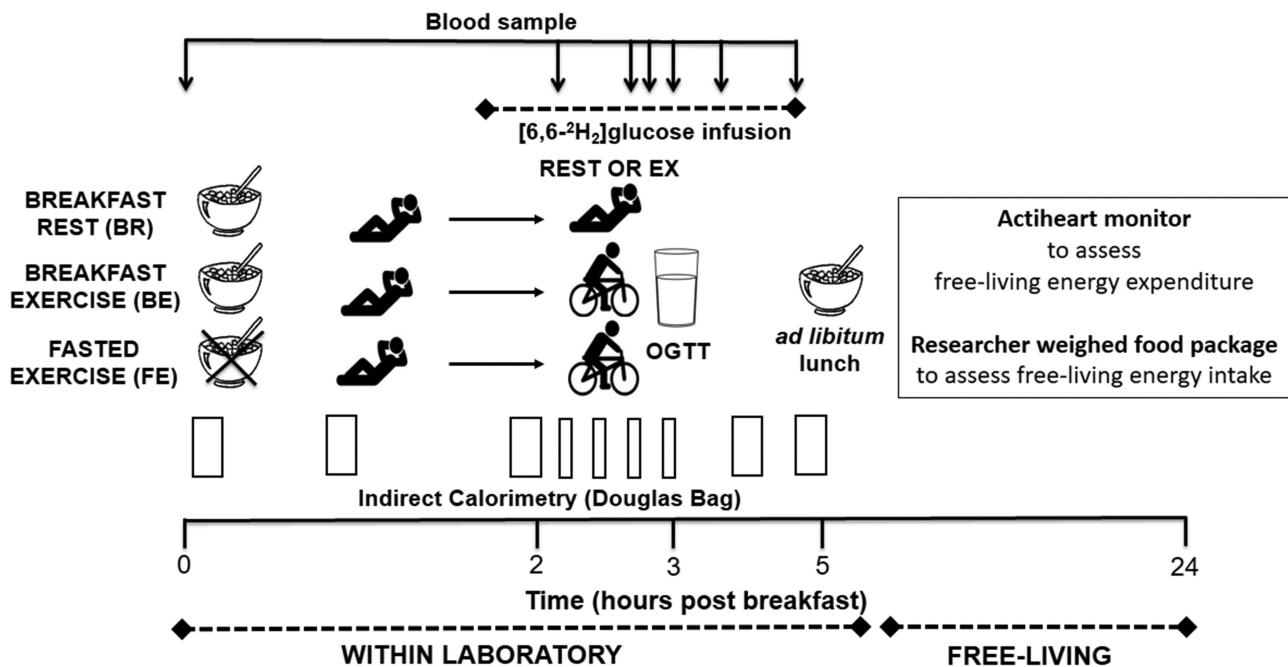 Blood sample
[6,6-²H₂]glucose infusion
REST OR EX
BREAKFAST
REST (BR)
BREAKFAST
EXERCISE (BE)
FASTED
EXERCISE (FE)
OGTT
ad libitum
lunch
Actiheart monitor
to assess
free-living energy expenditure
Researcher weighed food package
to assess free-living energy intake
Indirect Calorimetry (Douglas Bag)
0 2 3 5 24
Time (hours post breakfast)
WITHIN LABORATORY FREE-LIVING